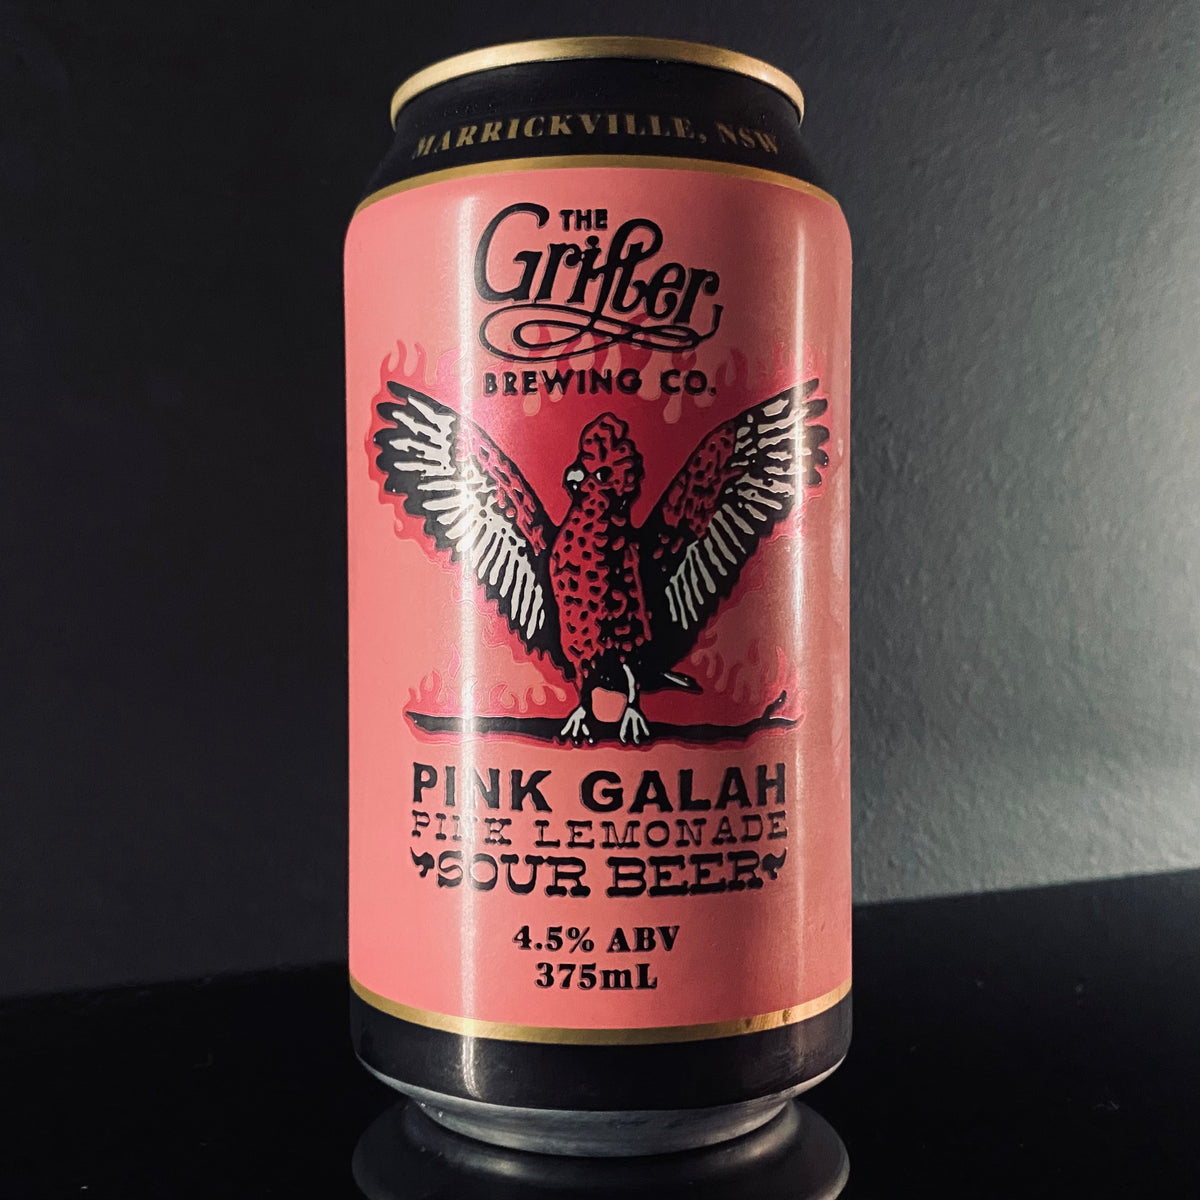 MARRICKVILLE, NSW
THE
Grifter
BREWING CO.
PINK GALAH
PINK LEMONADE
SOUR BEER
4.5% ABV
375mL